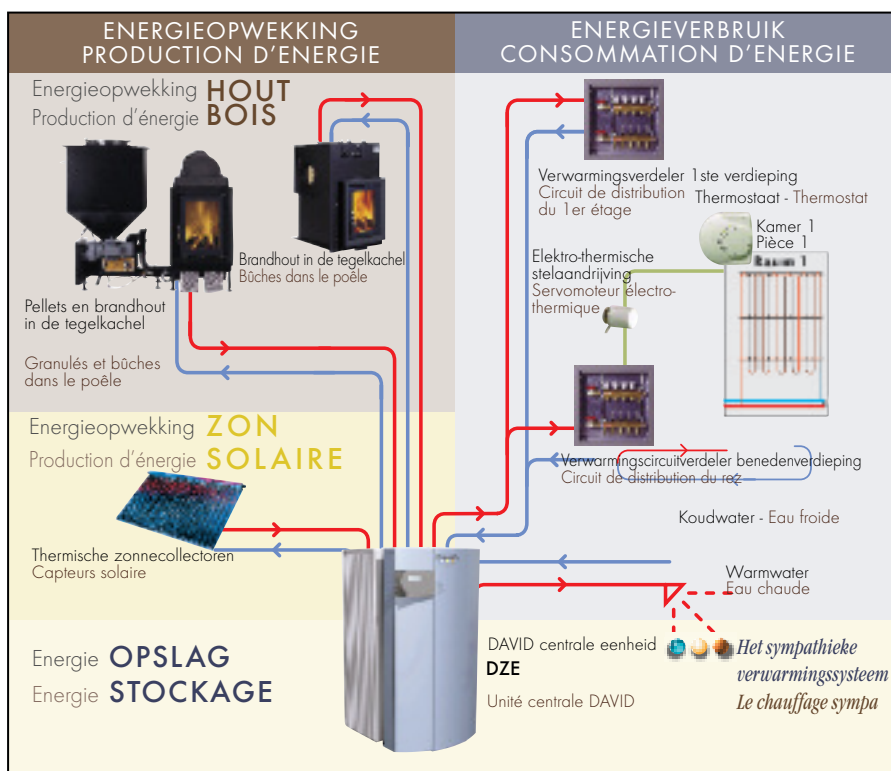 ENERGIEOPWEKKING
PRODUCTION D'ENERGIE
ENERGIEVERBRUIK
CONSOMMATION D'ENERGIE
Energieopwekking HOUT
Production d'énergie BOIS
Brandhout in de tegelkachel
Bûches dans le poêle
Pellets en brandhout
in de tegelkachel
Granulés et bûches
dans le poêle
Energieopwekking ZON
Production d'énergie SOLAIRE
Thermische zonnecollectoren
Capteurs solaire
Energie OPSLAG
Energie STOCKAGE
Verwarmingsverdeler 1ste verdieping
Circuit de distribution
du 1er étage
Thermostaat - Thermostat
Kamer 1
Pièce 1
Raum 1
Elektro-thermische
stelaandrijving
Servomoteur électro-
thermique
Verwarmingscircuitverdeler benedenverdieping
Circuit de distribution du rez
Koudwater - Eau froide
Warmwater
Eau chaude
DAVID centrale eenheid
DZE
Unité centrale DAVID
Het sympathieke
verwarmingssysteem
Le chauffage sympa